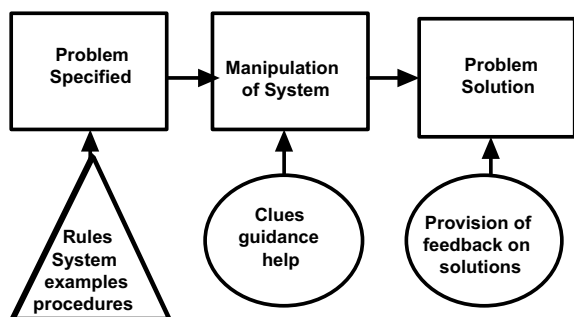 Problem
Specified
Manipulation
of System
Problem
Solution
Rules
System
examples
procedures
Clues
guidance
help
Provision of
feedback on
solutions